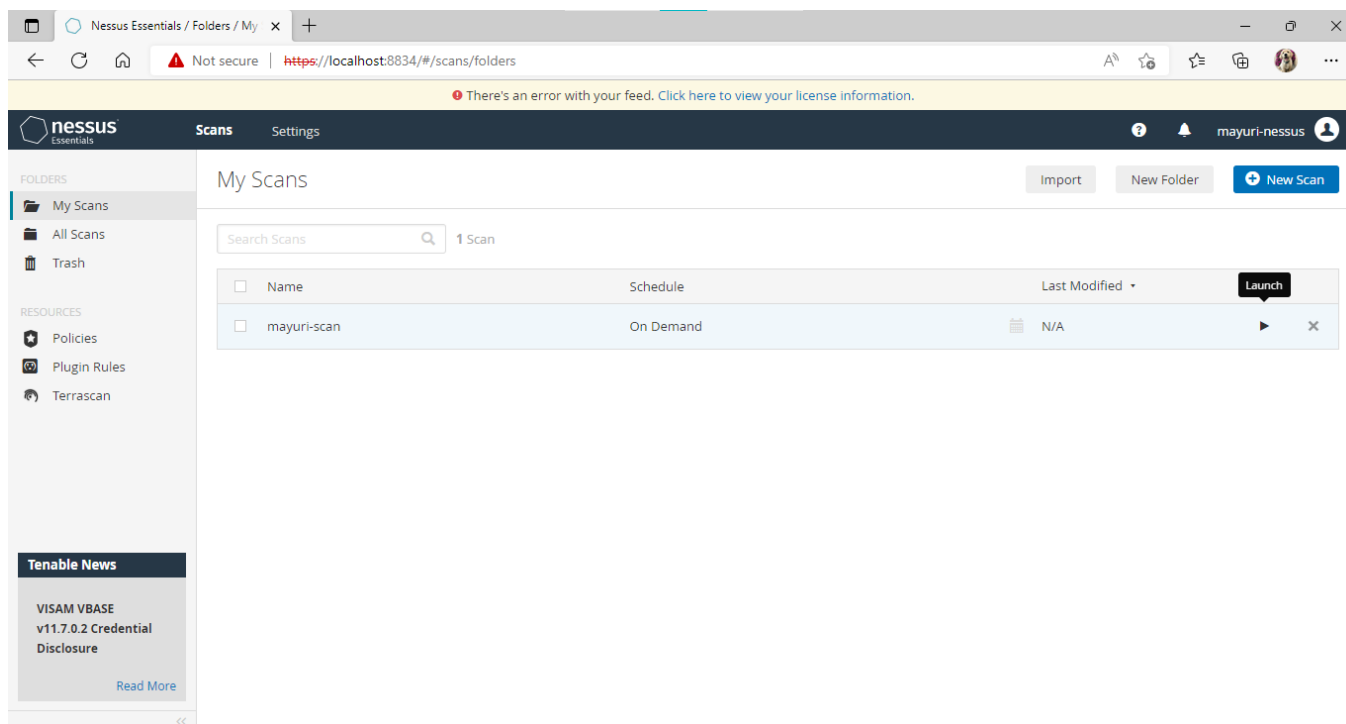 Nessus Essentials / Folders / My
Not secure | https://localhost:8834/#/scans/folders
There's an error with your feed. Click here to view your license information.
nessus
Essentials
Scans
Settings
mayuri-nessus
FOLDERS
My Scans
All Scans
Trash
RESOURCES
Policies
Plugin Rules
Terrascan
Tenable News
VISAM VBASE
v11.7.0.2 Credential
Disclosure
Read More
My Scans
Import
New Folder
New Scan
Search Scans
1 Scan
Name
Schedule
Last Modified
Launch
mayuri-scan
On Demand
N/A